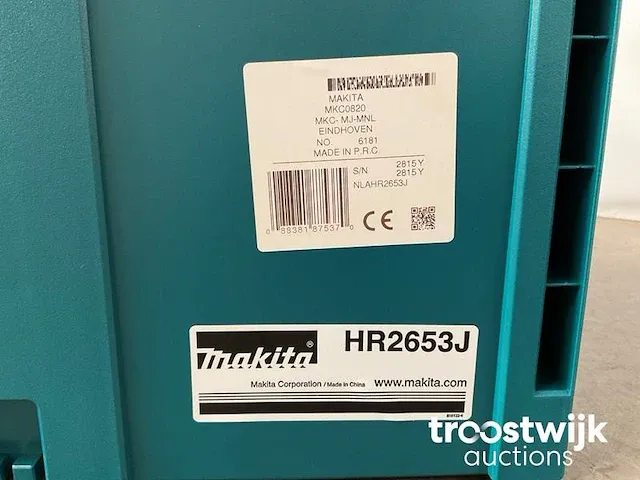 MAKITA
MKC0820
MKC- MJ-MNL
EINDHOVEN
NO. 6181
MADE IN P.R.C.
S/N 2815 Y
2815 Y
NLAHR2653J
0 88381 87537 0
CE
makita® HR2653J
Makita Corporation / Made in China www.makita.com
troostwijk
auctions